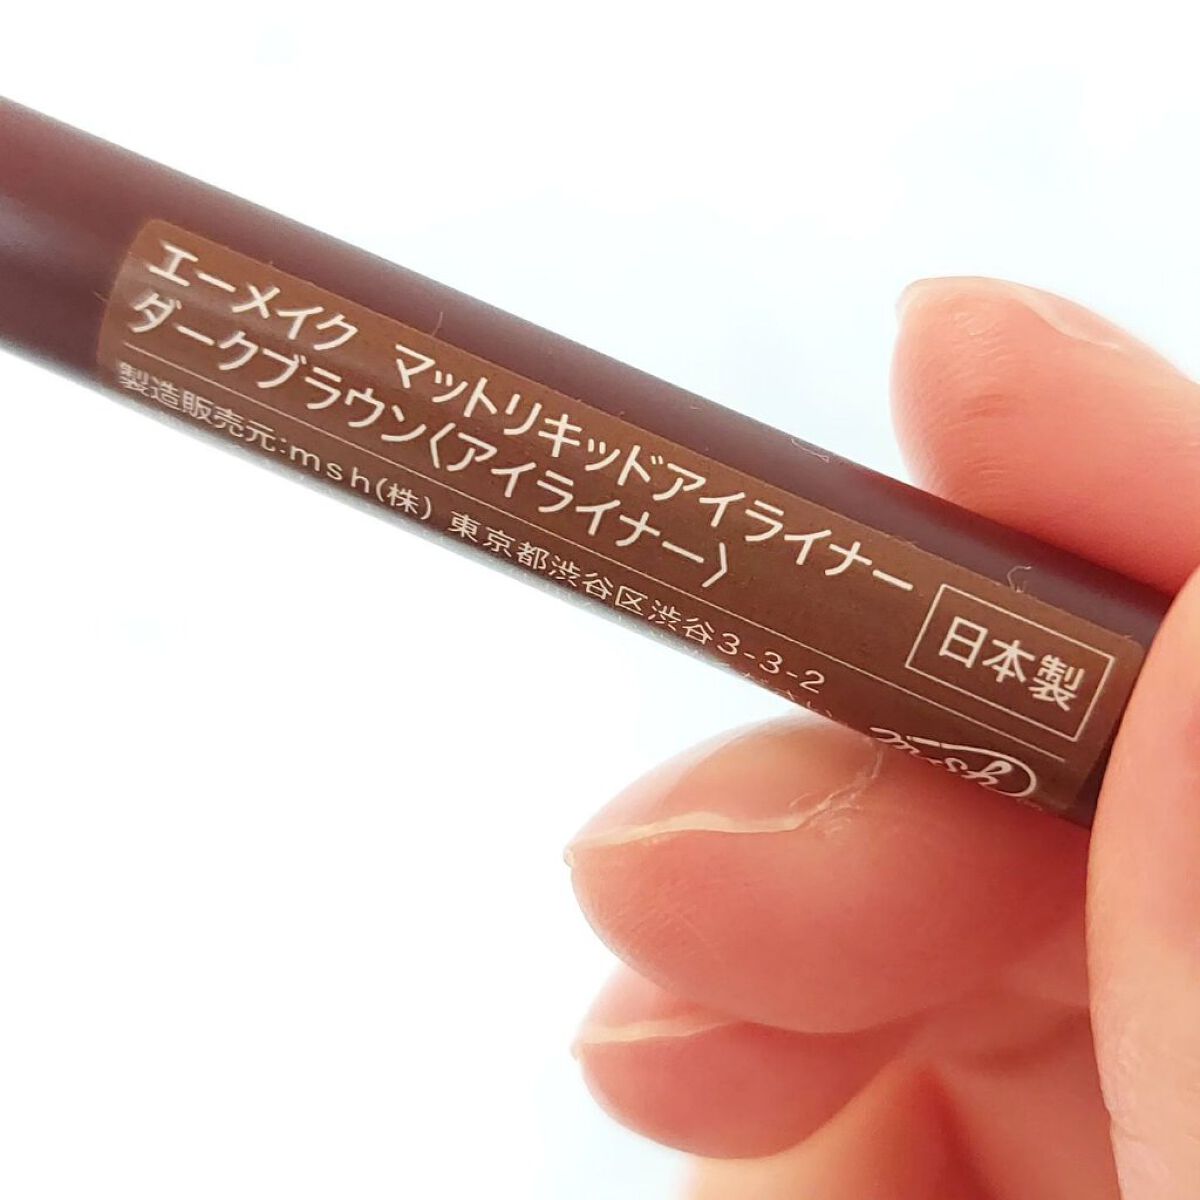 エーメイク マットリキッドアイライナー
ダークブラウン〈アイライナー〉
日本製
製造販売元:msh(株) 東京都渋谷区渋谷3-3-2
msh